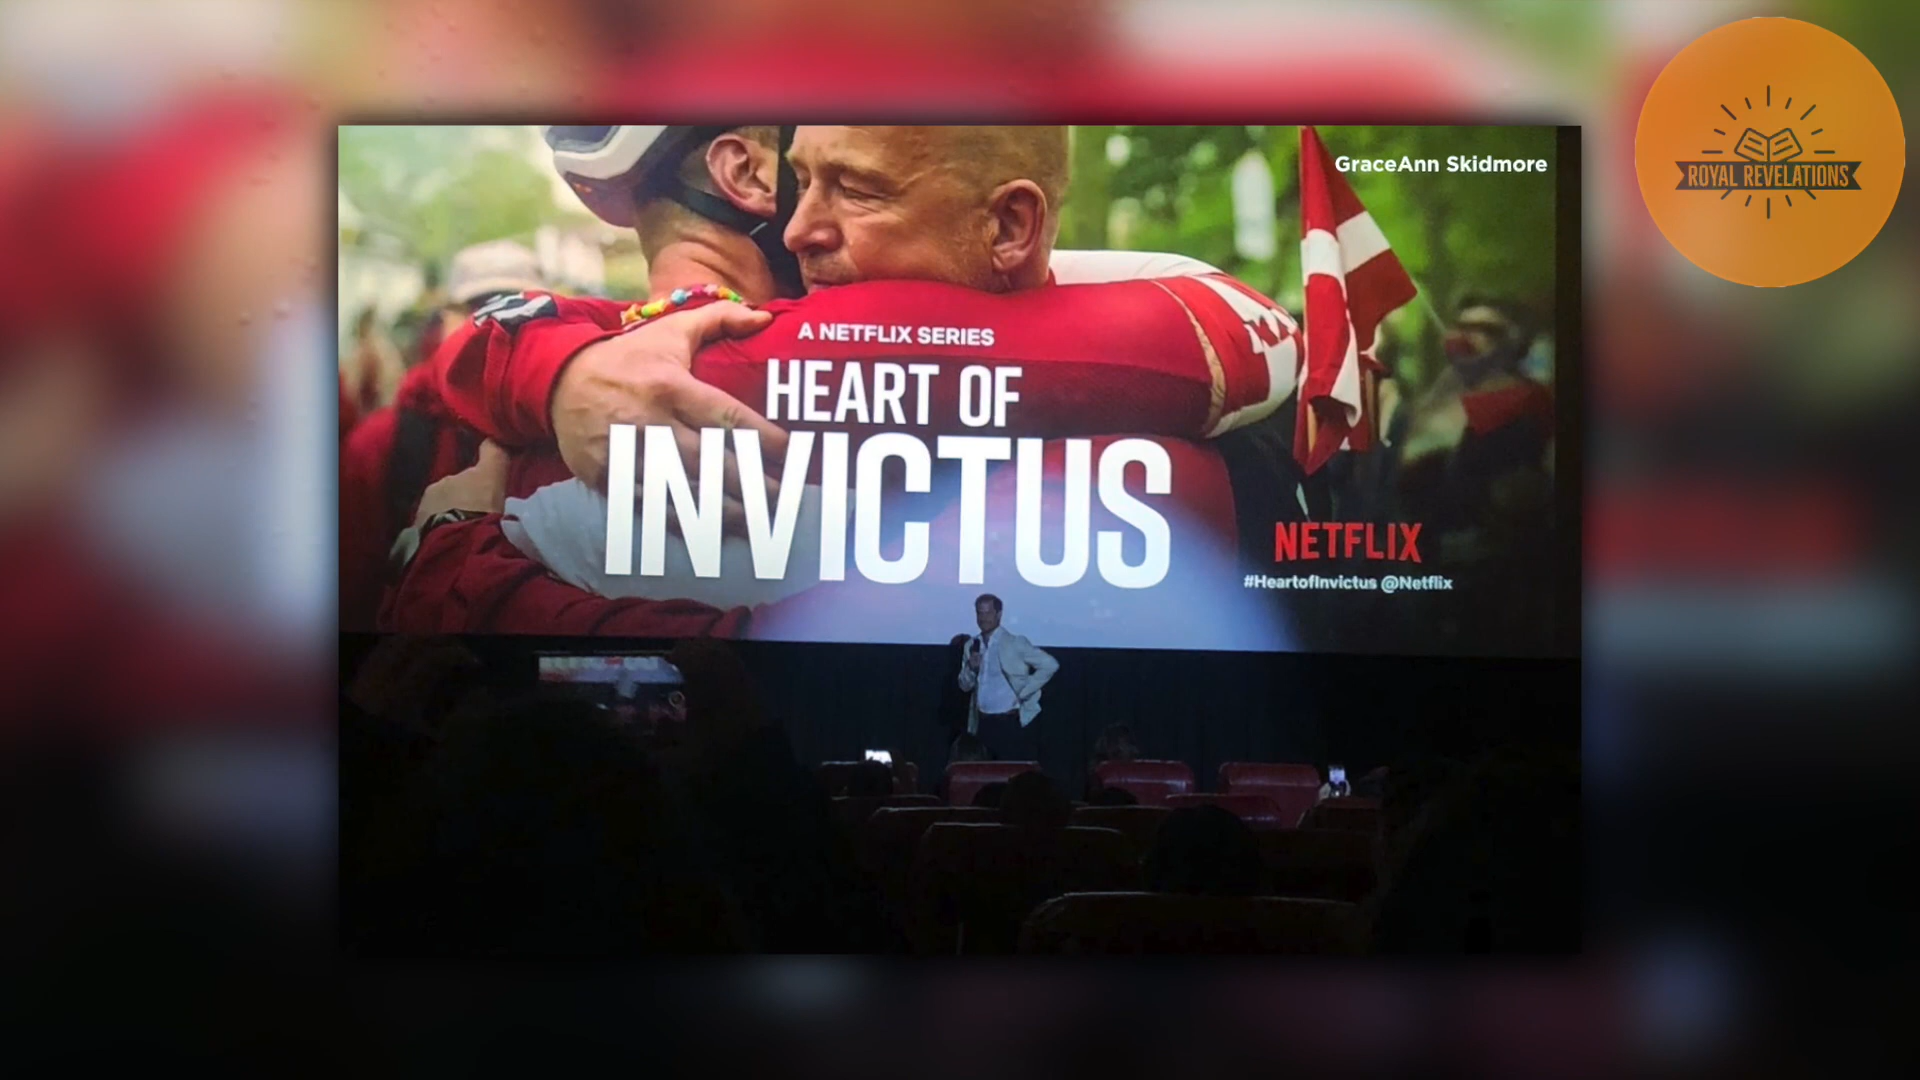 GraceAnn Skidmore
ROYAL REVELATIONS
A NETFLIX SERIES
HEART OF
INVICTUS
NETFLIX
#HeartofInvictus @Netflix